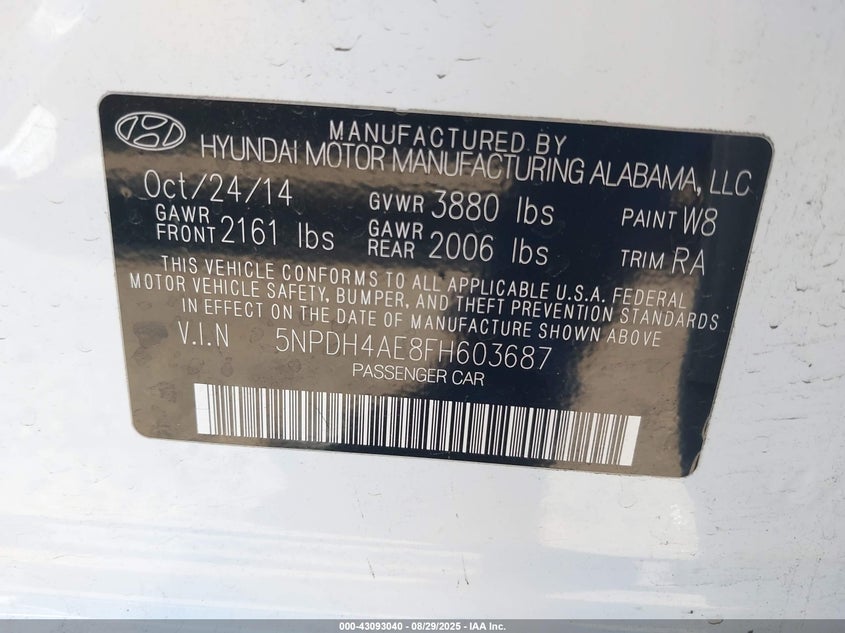 MANUFACTURED BY
HYUNDAI MOTOR MANUFACTURING ALABAMA, LLC
Oct/24/14 GVWR 3880 lbs PAINT W8
GAWR FRONT 2161 lbs GAWR REAR 2006 lbs TRIM RA
THIS VEHICLE CONFORMS TO ALL APPLICABLE U.S.A. FEDERAL
MOTOR VEHICLE SAFETY, BUMPER, AND THEFT PREVENTION STANDARDS
IN EFFECT ON THE DATE OF MANUFACTURE SHOWN ABOVE
V.I.N 5NPDH4AE8FH603687
PASSENGER CAR
000-43093040 - 08/29/2025 - IAA Inc.